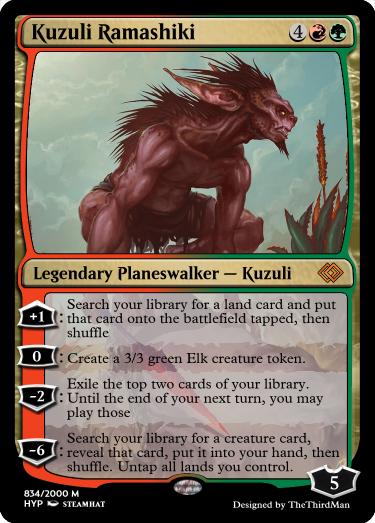 Kuzuli Ramashiki 4
Legendary Planeswalker — Kuzuli
+1 : Search your library for a land card and put
that card onto the battlefield tapped, then
shuffle
0 : Create a 3/3 green Elk creature token.
-2 : Exile the top two cards of your library.
Until the end of your next turn, you may
play those
-6 : Search your library for a creature card,
reveal that card, put it into your hand, then
shuffle. Untap all lands you control.
5
834/2000 M
HYP STEAMHAT
Designed by TheThirdMan